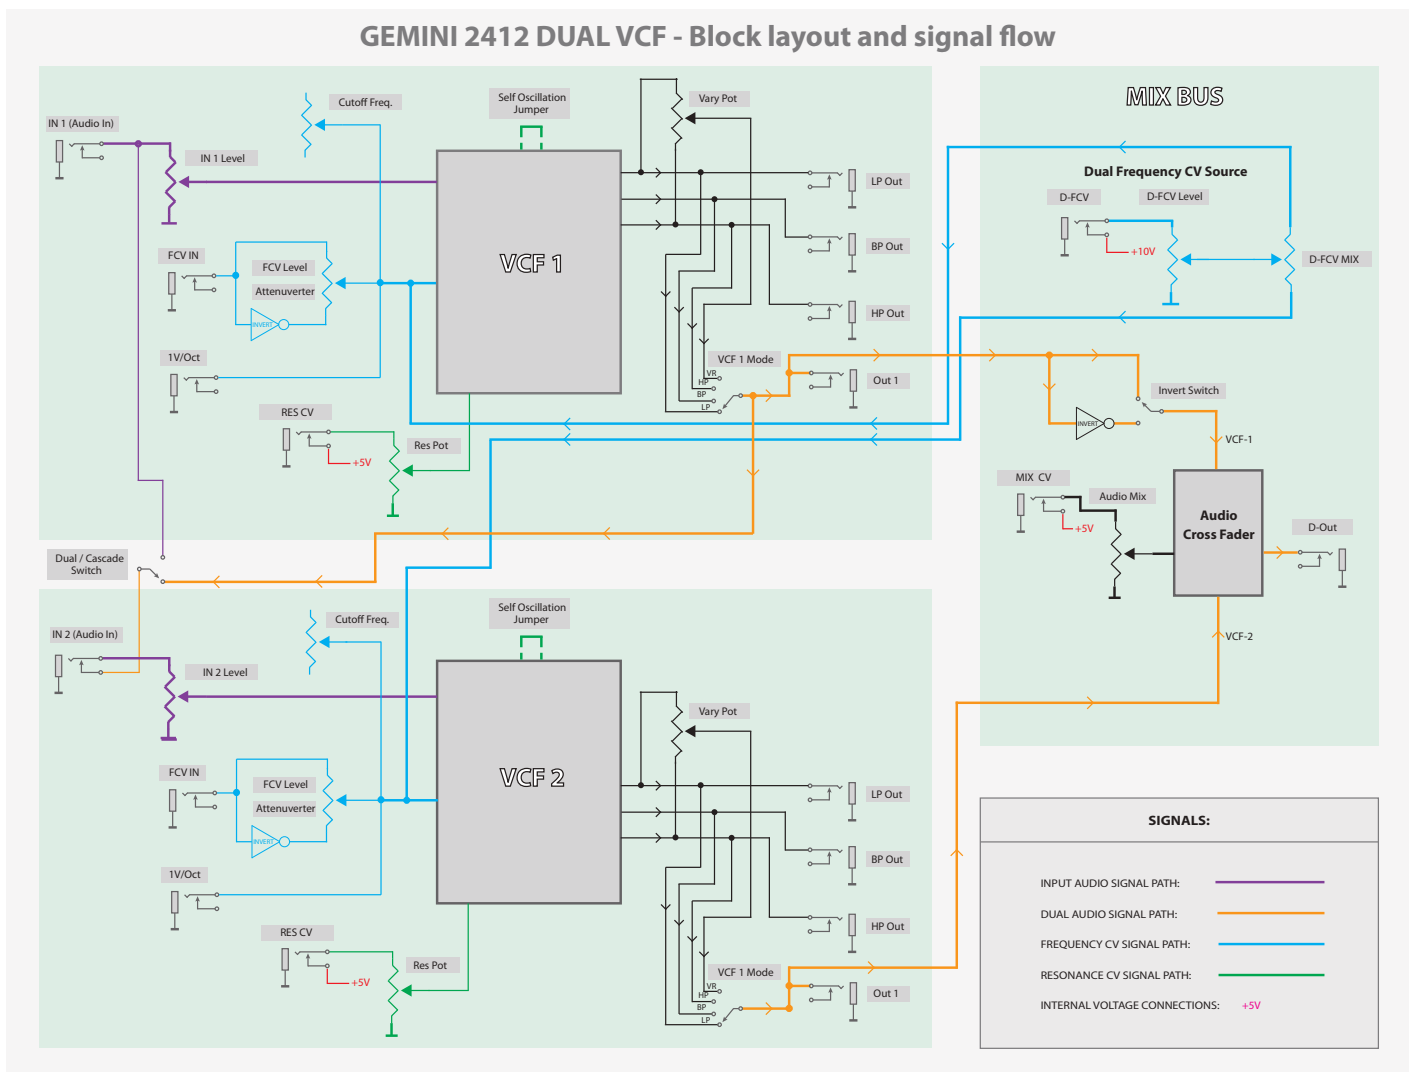 GEMINI 2412 DUAL VCF - Block layout and signal flow
Self Oscillation
Jumper
Cutoff Freq.
Vary Pot
IN 1 (Audio In)
IN 1 Level
LP Out
FCV IN
FCV Level
Attenuverter
INVERT
VCF 1
BP Out
HP Out
1V/Oct
VCF 1 Mode
VR
HP
BP
LP
Out 1
RES CV
+5V
Res Pot
Dual / Cascade
Switch
MIX BUS
Dual Frequency CV Source
D-FCV
D-FCV Level
+10V
D-FCV MIX
Invert Switch
INVERT
VCF-1
MIX CV
Audio Mix
+5V
Audio
Cross Fader
D-Out
VCF-2
Self Oscillation
Jumper
Cutoff Freq.
IN 2 (Audio In)
IN 2 Level
Vary Pot
FCV IN
FCV Level
Attenuverter
INVERT
VCF 2
LP Out
BP Out
1V/Oct
HP Out
RES CV
+5V
Res Pot
VCF 1 Mode
VR
HP
BP
LP
Out 1
SIGNALS:
INPUT AUDIO SIGNAL PATH:
DUAL AUDIO SIGNAL PATH:
FREQUENCY CV SIGNAL PATH:
RESONANCE CV SIGNAL PATH:
INTERNAL VOLTAGE CONNECTIONS: +5V